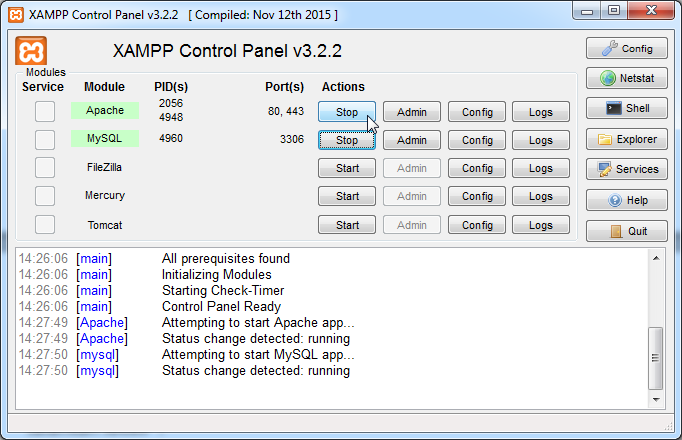 XAMPP Control Panel v3.2.2 [ Compiled: Nov 12th 2015 ]
XAMPP Control Panel v3.2.2
Config
Modules
Service Module PID(s) Port(s) Actions
Netstat
Apache 2056 4948 80, 443 Stop Admin Config Logs
Shell
MySQL 4960 3306 Stop Admin Config Logs
Explorer
FileZilla Start Admin Config Logs
Services
Mercury Start Admin Config Logs
Help
Tomcat Start Admin Config Logs
Quit
14:26:06 [main] All prerequisites found
14:26:06 [main] Initializing Modules
14:26:06 [main] Starting Check-Timer
14:26:06 [main] Control Panel Ready
14:27:49 [Apache] Attempting to start Apache app...
14:27:49 [Apache] Status change detected: running
14:27:50 [mysql] Attempting to start MySQL app...
14:27:50 [mysql] Status change detected: running